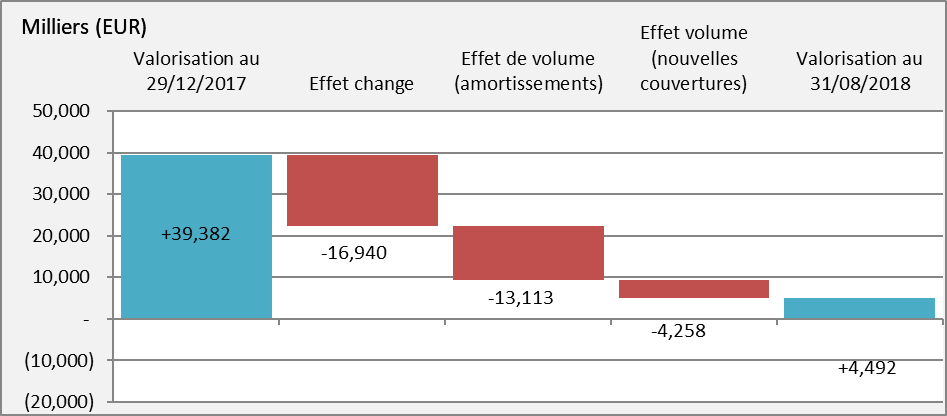 Milliers (EUR)
Valorisation au
29/12/2017
Effet change
Effet de volume
(amortissements)
Effet volume
(nouvelles
couvertures)
Valorisation au
31/08/2018
50,000
40,000
30,000
20,000
10,000
-
(10,000)
(20,000)
+39,382
-16,940
-13,113
-4,258
+4,492